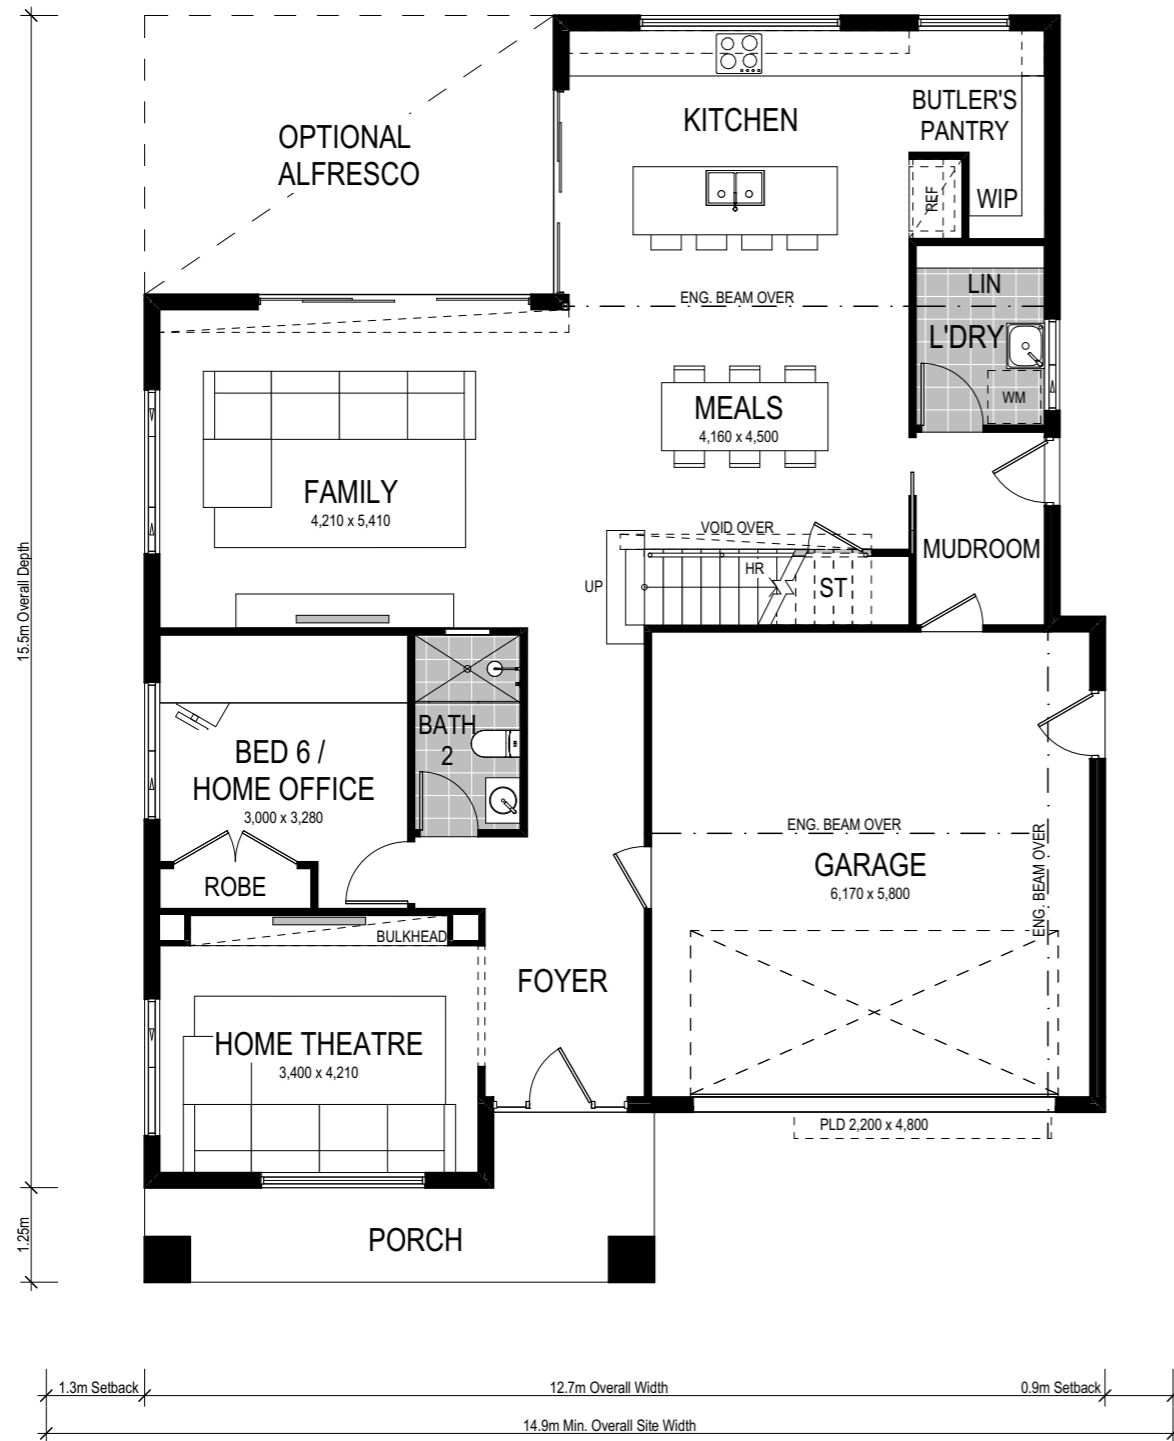 OPTIONAL
ALFRESCO
KITCHEN
BUTLER'S
PANTRY
REF
WIP
ENG. BEAM OVER
LIN
L'DRY
WM
MEALS
4,160 x 4,500
FAMILY
4,210 x 5,410
VOID OVER
MUDROOM
UP
HR
ST
15.5m Overall Depth
BATH
2
BED 6 /
HOME OFFICE
3,000 x 3,280
ROBE
ENG. BEAM OVER
GARAGE
6,170 x 5,800
ENG. BEAM OVER
BULKHEAD
FOYER
HOME THEATRE
3,400 x 4,210
PLD 2,200 x 4,800
1.25m
PORCH
1.3m Setback
12.7m Overall Width
0.9m Setback
14.9m Min. Overall Site Width